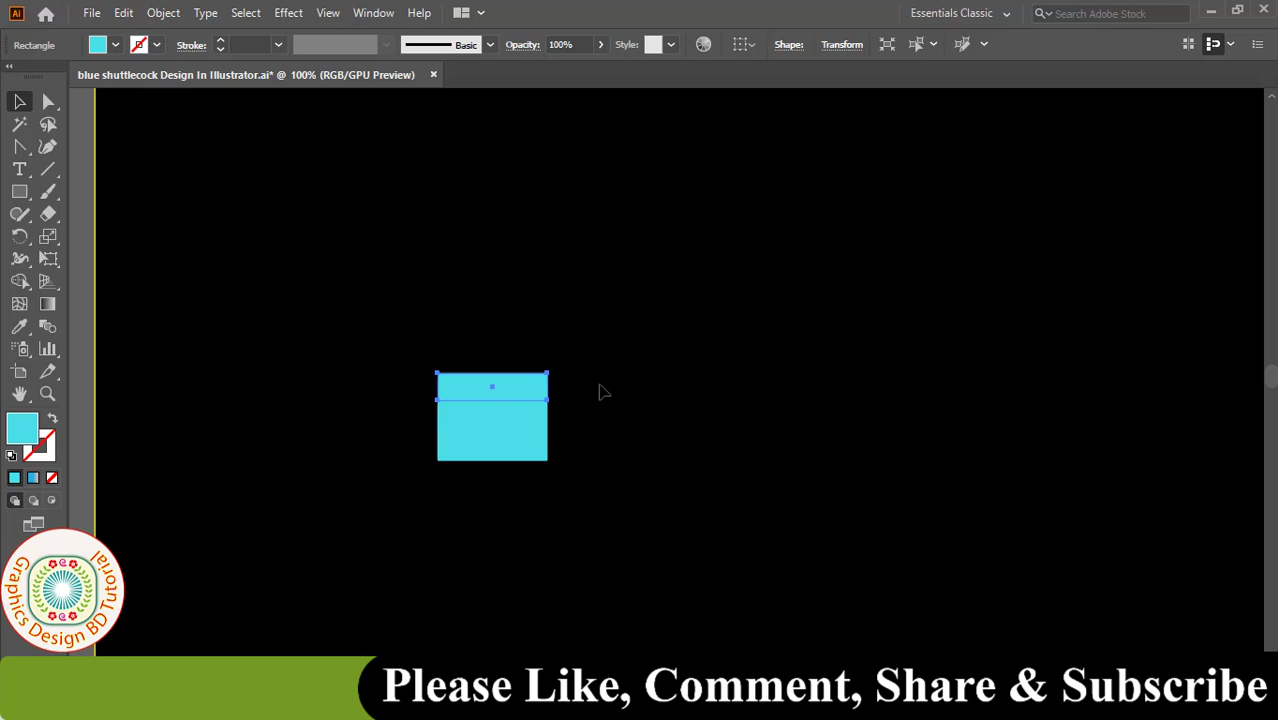 Ai File Edit Object Type Select Effect View Window Help Essentials Classic Search Adobe Stock
Rectangle Stroke: Basic Opacity: 100% Style: Shape: Transform
blue shuttlecock Design In Illustrator.ai* @ 100% (RGB/GPU Preview) ×
Graphics Design BD Tutorial
Please Like, Comment, Share & Subscribe